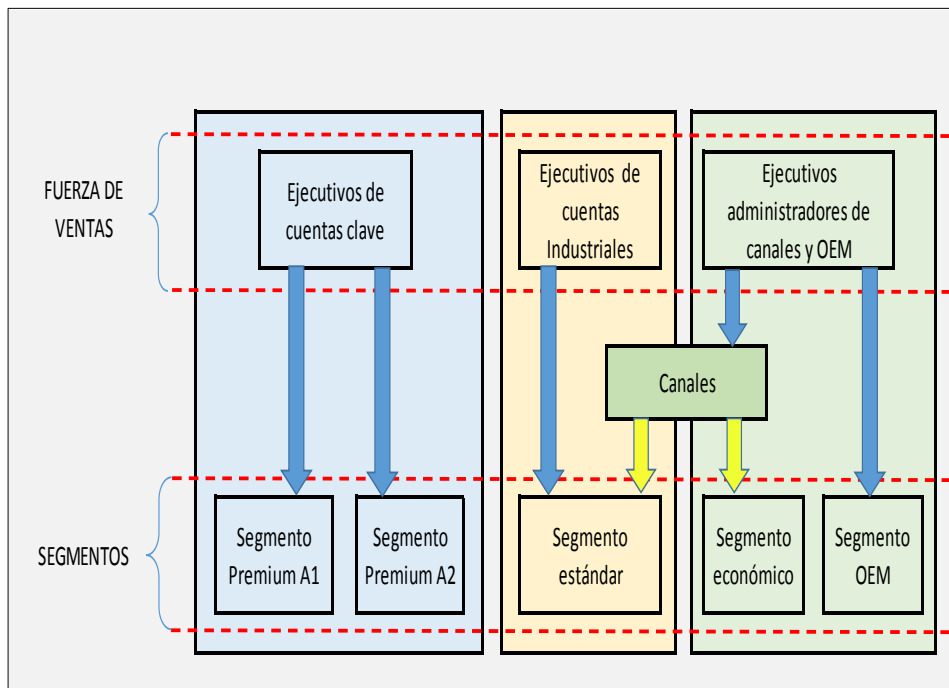 FUERZA DE
VENTAS
Ejecutivos de
cuentas clave
Ejecutivos de
cuentas
Industriales
Ejecutivos
administradores de
canales y OEM
Canales
SEGMENTOS
Segmento
Premium A1
Segmento
Premium A2
Segmento
estándar
Segmento
económico
Segmento
OEM